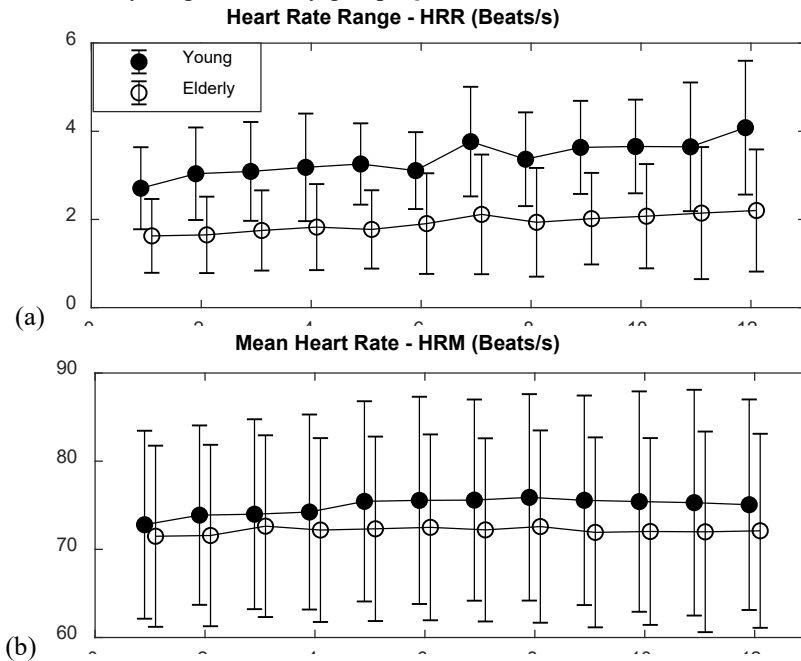 Heart Rate Range - HRR (Beats/s)
6
Young
Elderly
4
2
0
(a)
Mean Heart Rate - HRM (Beats/s)
90
80
70
60
(b)